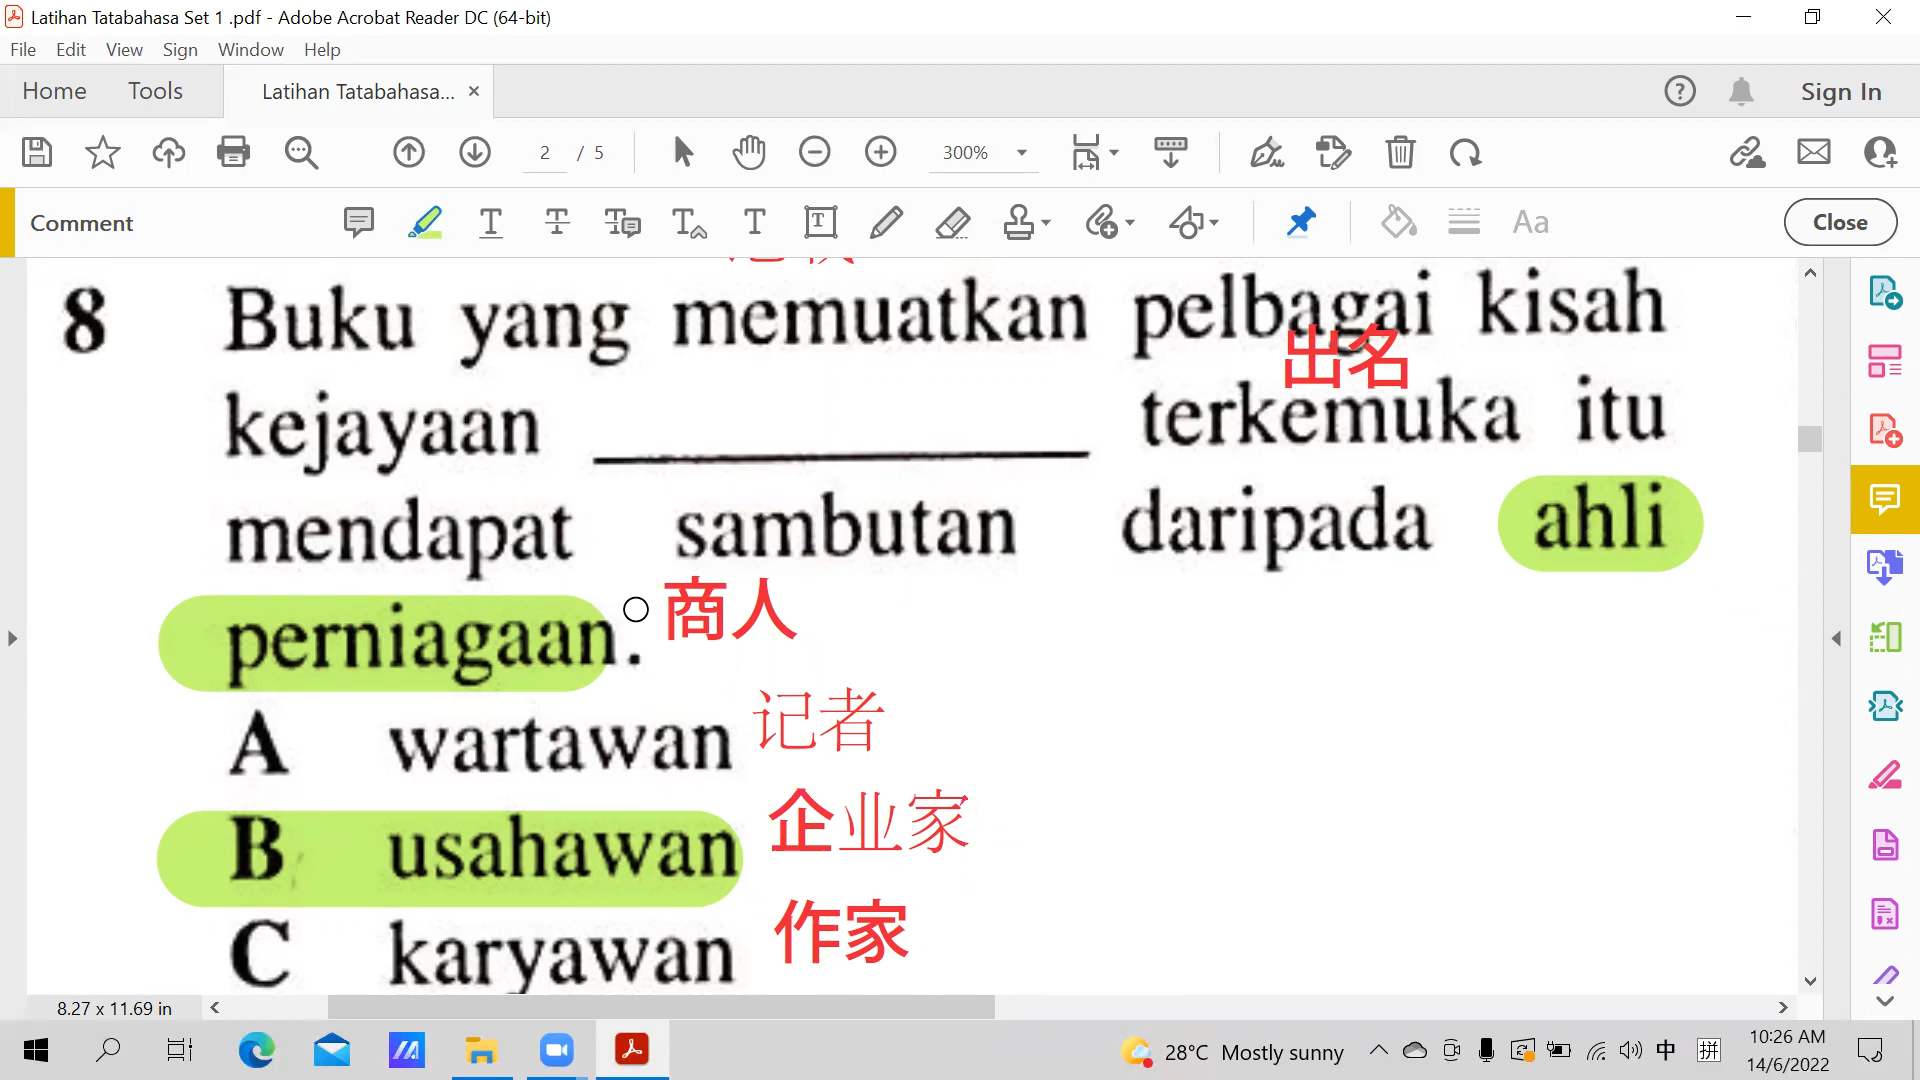 Latihan Tatabahasa Set 1 .pdf - Adobe Acrobat Reader DC (64-bit)
File Edit View Sign Window Help
Home Tools Latihan Tatabahasa... × Sign In
2 / 5 300%
Comment Aa Close
8 Buku yang memuatkan pelbagai kisah
出名
kejayaan ______ terkemuka itu
mendapat sambutan daripada ahli
perniagaan. 商人
A wartawan 记者
B usahawan 企业家
C karyawan 作家
8.27 x 11.69 in
28°C Mostly sunny 中 拼 10:26 AM
14/6/2022